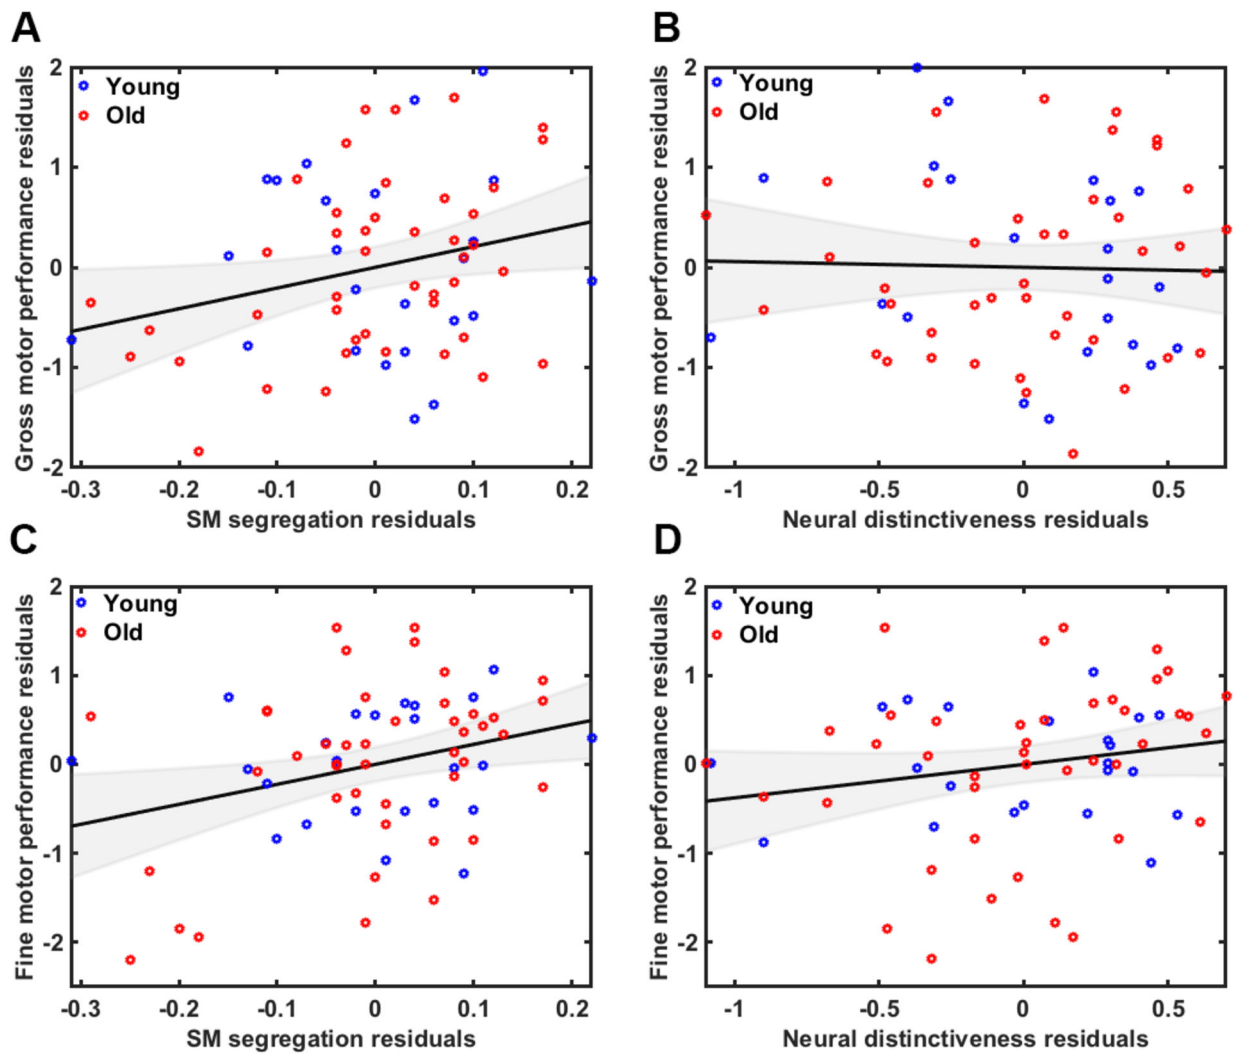 A
Gross motor performance residuals
2
1
0
-1
-2
Young
Old
-0.3 -0.2 -0.1 0 0.1 0.2
SM segregation residuals
B
Gross motor performance residuals
2
1
0
-1
-2
Young
Old
-1 -0.5 0 0.5
Neural distinctiveness residuals
C
Fine motor performance residuals
2
1
0
-1
-2
Young
Old
-0.3 -0.2 -0.1 0 0.1 0.2
SM segregation residuals
D
Fine motor performance residuals
2
1
0
-1
-2
Young
Old
-1 -0.5 0 0.5
Neural distinctiveness residuals